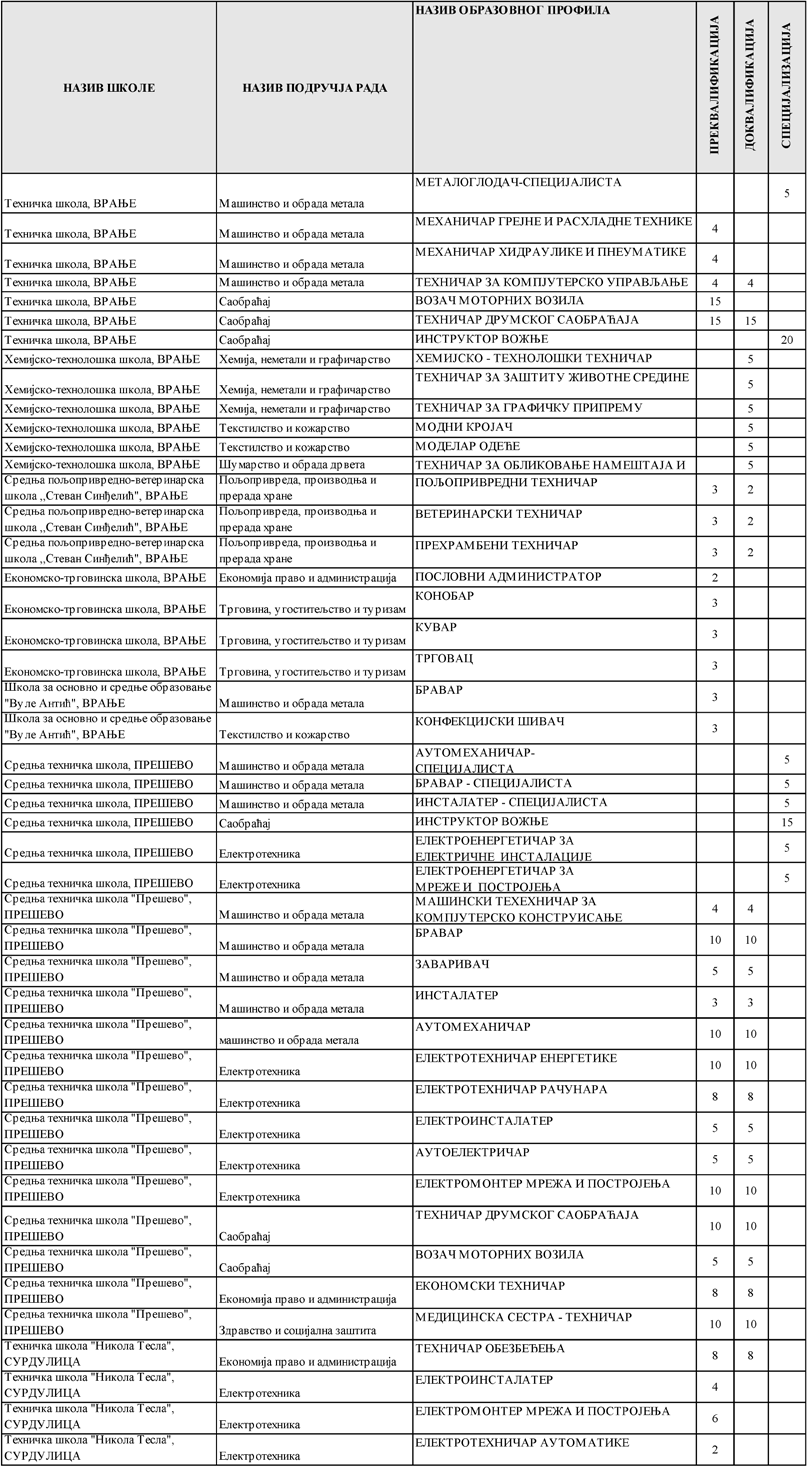 НАЗИВ ШКОЛЕ НАЗИВ ПОДРУЧЈА РАДА НАЗИВ ОБРАЗОВНОГ ПРОФИЛА ПРЕКВАЛИФИКАЦИЈА ДОКВАЛИФИКАЦИЈА СПЕЦИЈАЛИЗАЦИЈА
Техничка школа, ВРАЊЕ Машинство и обрада метала МЕТАЛОГЛОДАЧ-СПЕЦИЈАЛИСТА 5
Техничка школа, ВРАЊЕ Машинство и обрада метала МЕХАНИЧАР ГРЕЈНЕ И РАСХЛАДНЕ ТЕХНИКЕ 4
Техничка школа, ВРАЊЕ Машинство и обрада метала МЕХАНИЧАР ХИДРАУЛИКЕ И ПНЕУМАТИКЕ 4
Техничка школа, ВРАЊЕ Машинство и обрада метала ТЕХНИЧАР ЗА КОМПЈУТЕРСКО УПРАВЉАЊЕ 4 4
Техничка школа, ВРАЊЕ Саобраћај ВОЗАЧ МОТОРНИХ ВОЗИЛА 15
Техничка школа, ВРАЊЕ Саобраћај ТЕХНИЧАР ДРУМСКОГ САОБРАЋАЈА 15 15
Техничка школа, ВРАЊЕ Саобраћај ИНСТРУКТОР ВОЖЊЕ 20
Хемијско-технолошка школа, ВРАЊЕ Хемија, неметали и графичарство ХЕМИЈСКО - ТЕХНОЛОШКИ ТЕХНИЧАР 5
Хемијско-технолошка школа, ВРАЊЕ Хемија, неметали и графичарство ТЕХНИЧАР ЗА ЗАШТИТУ ЖИВОТНЕ СРЕДИНЕ 5
Хемијско-технолошка школа, ВРАЊЕ Хемија, неметали и графичарство ТЕХНИЧАР ЗА ГРАФИЧКУ ПРИПРЕМУ 5
Хемијско-технолошка школа, ВРАЊЕ Текстилство и кожарство МОДНИ КРОЈАЧ 5
Хемијско-технолошка школа, ВРАЊЕ Текстилство и кожарство МОДЕЛАР ОДЕЋЕ 5
Хемијско-технолошка школа, ВРАЊЕ Шумарство и обрада дрвета ТЕХНИЧАР ЗА ОБЛИКОВАЊЕ НАМЕШТАЈА И 5
Средна пољопривредно-ветеринарска Пољопривреда, производна и ПОЉОПРИВРЕДНИ ТЕХНИЧАР
школа ,,Стеван Синђелић", ВРАЊЕ прерада хране 3 2
Средна пољопривредно-ветеринарска Пољопривреда, производна и ВЕТЕРИНАРСКИ ТЕХНИЧАР
школа ,,Стеван Синђелић", ВРАЊЕ прерада хране 3 2
Средна пољопривредно-ветеринарска Пољопривреда, производна и ПРЕХРАМБЕНИ ТЕХНИЧАР
школа ,,Стеван Синђелић", ВРАЊЕ прерада хране 3 2
Економско-трговинска школа, ВРАЊЕ Економија право и администрација ПОСЛОВНИ АДМИНИСТРАТОР 2
Економско-трговинска школа, ВРАЊЕ Трговина, угоститељство и туризам КОНОБАР 3
Економско-трговинска школа, ВРАЊЕ Трговина, угоститељство и туризам КУВАР 3
Економско-трговинска школа, ВРАЊЕ Трговина, угоститељство и туризам ТРГОВАЦ 3
Школа за основно и средње образовање БРАВАР
"Вуле Антић", ВРАЊЕ Машинство и обрада метала 3
Школа за основно и средње образовање КОНФЕКЦИЈСКИ ШИВАЧ
"Вуле Антић", ВРАЊЕ Текстилство и кожарство 3
Средња техничка школа, ПРЕШЕВО Машинство и обрада метала АУТОМЕХАНИЧАР-
СПЕЦИЈАЛИСТА 5
Средња техничка школа, ПРЕШЕВО Машинство и обрада метала БРАВАР - СПЕЦИЈАЛИСТА 5
Средња техничка школа, ПРЕШЕВО Машинство и обрада метала ИНСТАЛАТЕР - СПЕЦИЈАЛИСТА 5
Средња техничка школа, ПРЕШЕВО Саобраћај ИНСТРУКТОР ВОЖЊЕ 15
Средња техничка школа, ПРЕШЕВО Електротехника ЕЛЕКТРОЕНЕРГЕТИЧАР ЗА
ЕЛЕКТРИЧНЕ ИНСТАЛАЦИЈЕ 5
Средња техничка школа, ПРЕШЕВО Електротехника ЕЛЕКТРОЕНЕРГЕТИЧАР ЗА
МРЕЖЕ И ПОСТРОЈЕЊА 5
Средња техничка школа "Прешево", МАШИНСКИ ТЕХЕХНИЧАР ЗА
ПРЕШЕВО Машинство и обрада метала КОМПЈУТЕРСКО КОНСТРУИСАЊЕ 4 4
Средња техничка школа "Прешево", БРАВАР
ПРЕШЕВО Машинство и обрада метала 10 10
Средња техничка школа "Прешево", ЗАВАРИВАЧ
ПРЕШЕВО Машинство и обрада метала 5 5
Средња техничка школа "Прешево", ИНСТАЛАТЕР
ПРЕШЕВО Машинство и обрада метала 3 3
Средња техничка школа "Прешево", АУТОМЕХАНИЧАР
ПРЕШЕВО машинство и обрада метала 10 10
Средња техничка школа "Прешево", ЕЛЕКТРОТЕХНИЧАР ЕНЕРГЕТИКЕ
ПРЕШЕВО Електротехника 10 10
Средња техничка школа "Прешево", ЕЛЕКТРОТЕХНИЧАР РАЧУНАРА
ПРЕШЕВО Електротехника 8 8
Средња техничка школа "Прешево", ЕЛЕКТРОИНСТАЛАТЕР
ПРЕШЕВО Електротехника 5 5
Средња техничка школа "Прешево", АУТОЕЛЕКТРИЧАР
ПРЕШЕВО Електротехника 5 5
Средња техничка школа "Прешево", ЕЛЕКТРОМОНТЕР МРЕЖА И ПОСТРОЈЕЊА
ПРЕШЕВО Електротехника 10 10
Средња техничка школа "Прешево", ТЕХНИЧАР ДРУМСКОГ САОБРАЋАЈА
ПРЕШЕВО Саобраћај 10 10
Средња техничка школа "Прешево", ВОЗАЧ МОТОРНИХ ВОЗИЛА
ПРЕШЕВО Саобраћај 5 5
Средња техничка школа "Прешево", ЕКОНОМСКИ ТЕХНИЧАР
ПРЕШЕВО Економија право и администрација 8 8
Средња техничка школа "Прешево", МЕДИЦИНСКА СЕСТРА - ТЕХНИЧАР
ПРЕШЕВО Здравство и социјална заштита 10 10
Техничка школа "Никола Тесла", ТЕХНИЧАР ОБЕЗБЕЂЕЊА
СУРДУЛИЦА Економија право и администрација 8 8
Техничка школа "Никола Тесла", ЕЛЕКТРОИНСТАЛАТЕР
СУРДУЛИЦА Електротехника 4
Техничка школа "Никола Тесла", ЕЛЕКТРОМОНТЕР МРЕЖА И ПОСТРОЈЕЊА
СУРДУЛИЦА Електротехника 6
Техничка школа "Никола Тесла", ЕЛЕКТРОТЕХНИЧАР АУТОМАТИКЕ
СУРДУЛИЦА Електротехника 2